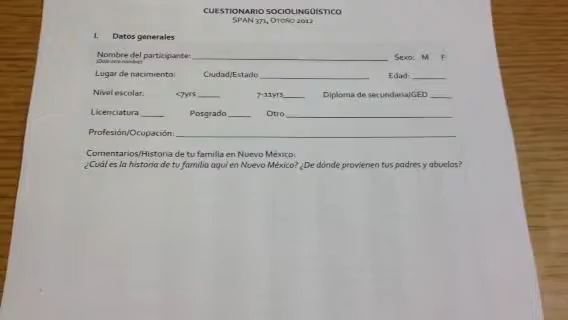 CUESTIONARIO SOCIOLINGÜÍSTICO
SPAN 371, OTOÑO 2012
I. Datos generales
Nombre del participante: Sexo: M F
Lugar de nacimiento: Ciudad/Estado Edad:
Nivel escolar: <7yrs 7-11yrs Diploma de secundaria/GED
Licenciatura Posgrado Otro
Profesión/Ocupación:
Comentarios/Historia de tu familia en Nuevo México:
¿Cuál es la historia de tu familia aquí en Nuevo México? ¿De dónde provienen tus padres y abuelos?